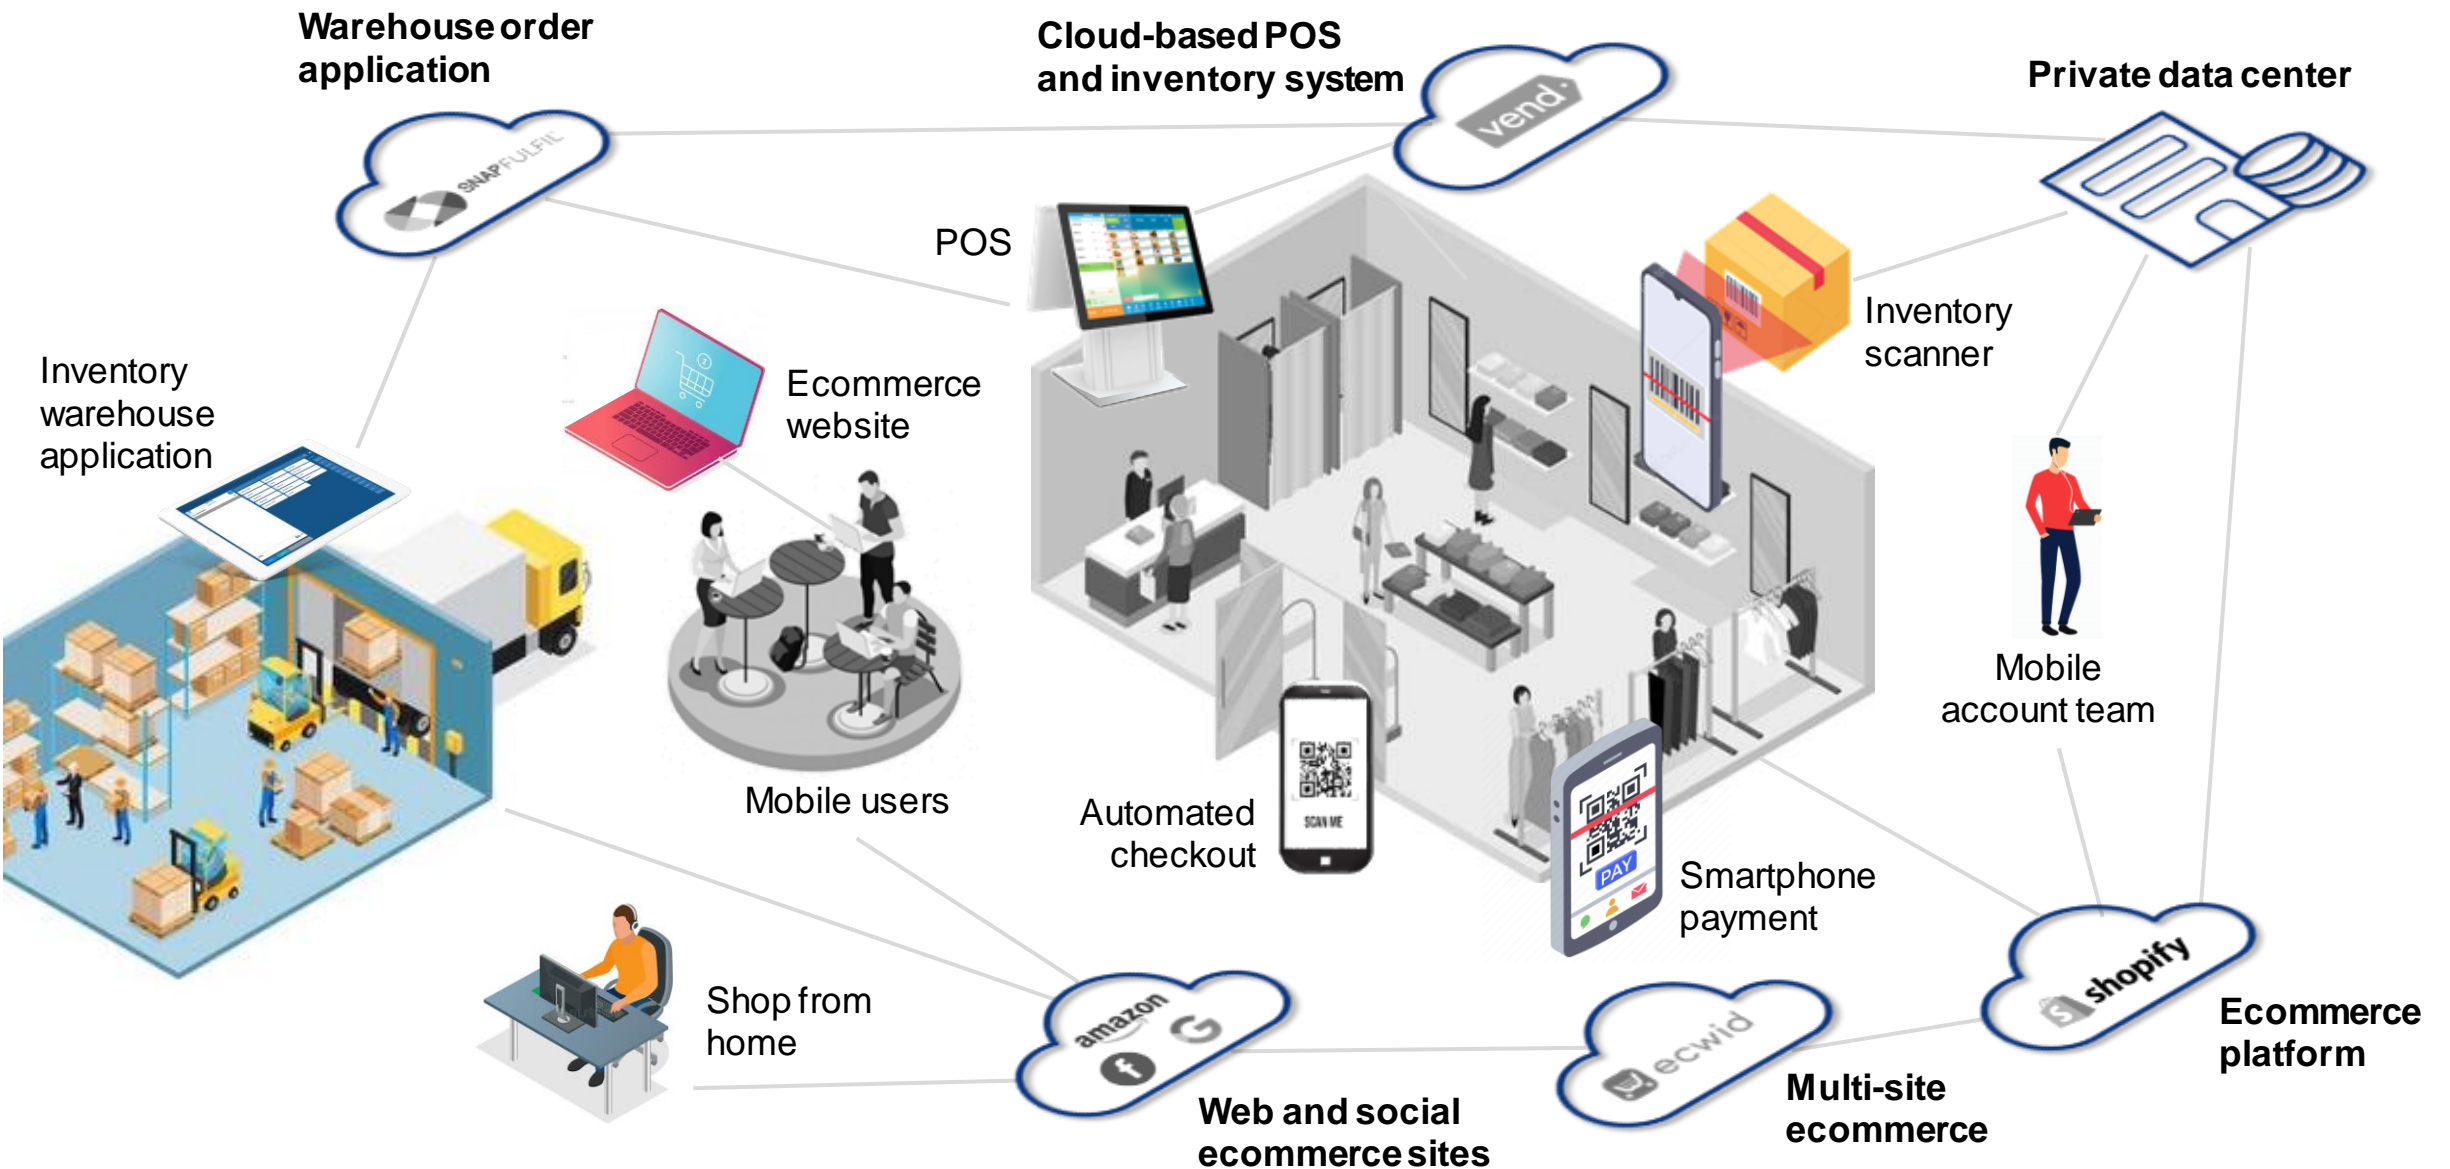 Warehouse order
application
Cloud-based POS
and inventory system
Private data center
vend
SNAPFULFIL
POS
Inventory
scanner
Inventory
warehouse
application
Ecommerce
website
Mobile
account team
Mobile users
Automated
checkout
SCAN ME
PAY
Smartphone
payment
Shop from
home
amazon
G
f
ecwid
S shopify
Ecommerce
platform
Multi-site
ecommerce
Web and social
ecommerce sites